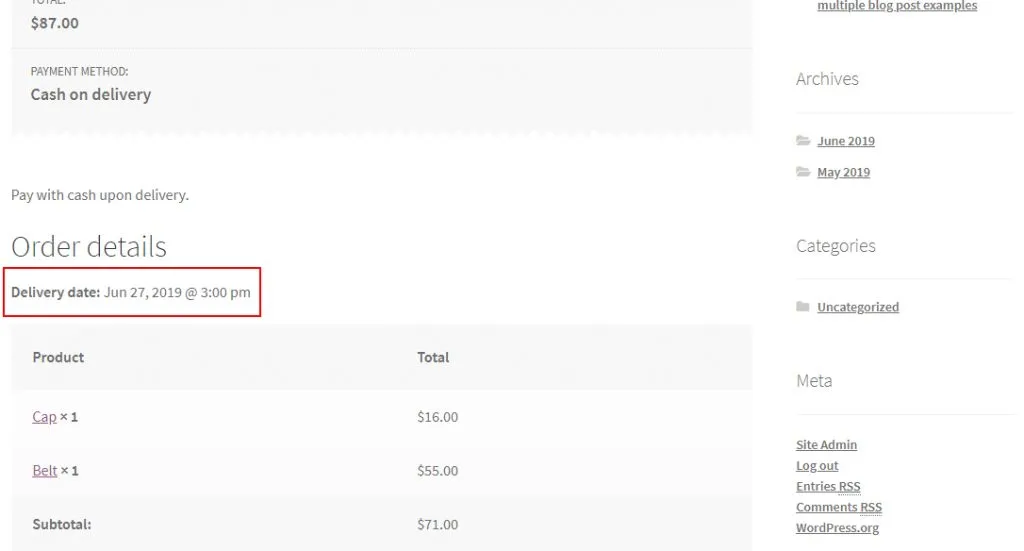 TOTAL:
$87.00
PAYMENT METHOD:
Cash on delivery
Pay with cash upon delivery.
Order details
Delivery date: Jun 27, 2019 @ 3:00 pm
Product Total
Cap × 1 $16.00
Belt × 1 $55.00
Subtotal: $71.00
multiple blog post examples
Archives
June 2019
May 2019
Categories
Uncategorized
Meta
Site Admin
Log out
Entries RSS
Comments RSS
WordPress.org